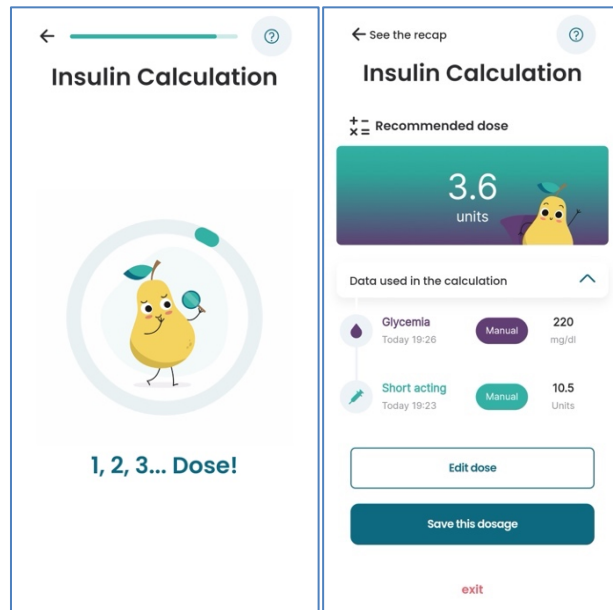 Insulin Calculation
1, 2, 3... Dose!
See the recap
Insulin Calculation
Recommended dose
3.6
units
Data used in the calculation
Glycemia
Today 19:26
Manual
220
mg/dl
Short acting
Today 19:23
Manual
10.5
Units
Edit dose
Save this dosage
exit